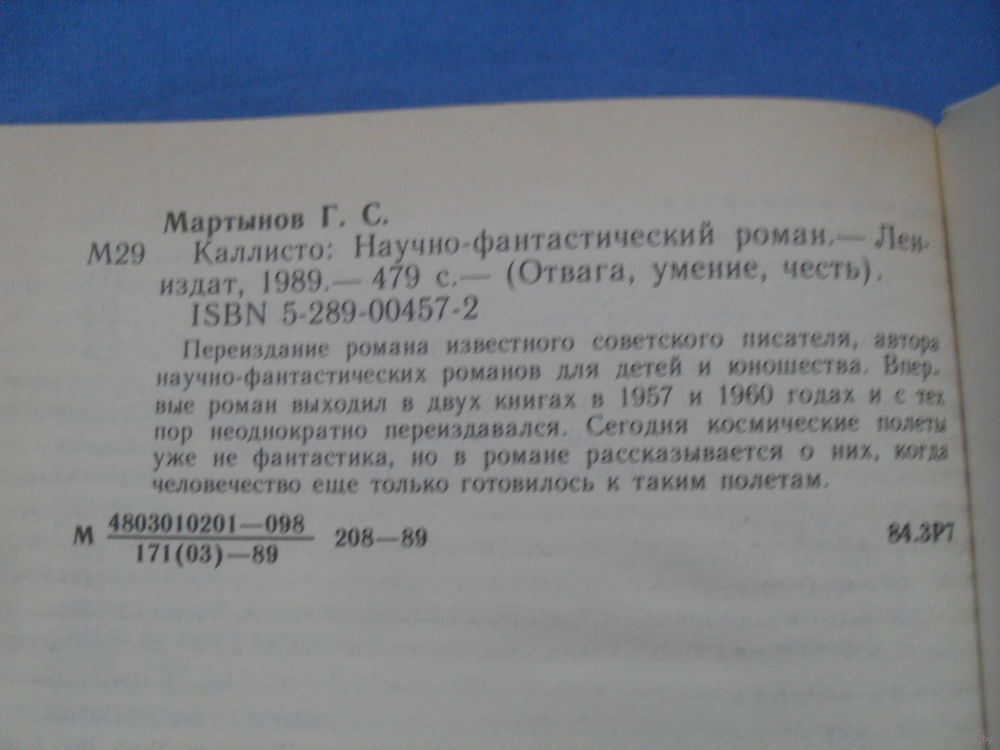 Мартынов Г. С.
М29 Каллисто: Научно-фантастический роман.— Лен-
издат, 1989.— 479 с.— (Отвага, умение, честь).
ISBN 5-289-00457-2
Переиздание романа известного советского писателя, автора
научно-фантастических романов для детей и юношества. Впер-
вые роман выходил в двух книгах в 1957 и 1960 годах и с тех
пор неоднократно переиздавался. Сегодня космические полеты
уже не фантастика, но в романе рассказывается о них, когда
человечество еще только готовилось к таким полетам.
М 4803010201—098 208—89 84.3Р7
171(03)—89